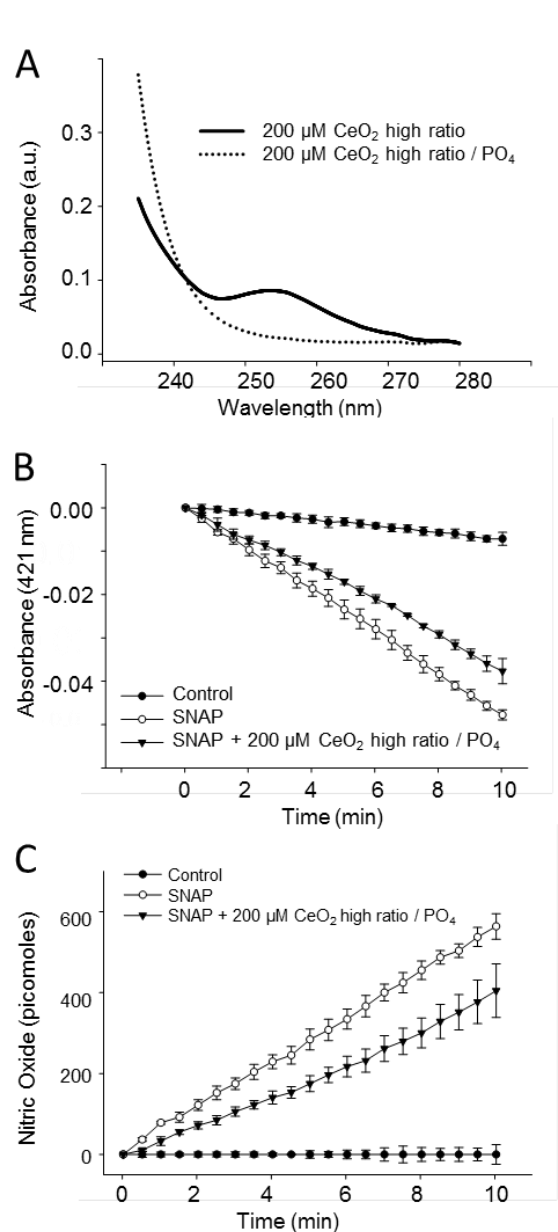 A
0.3
0.2
0.1
0.0
Absorbance (a.u.)
200 µM CeO₂ high ratio
200 µM CeO₂ high ratio / PO₄
240 250 260 270 280
Wavelength (nm)
B
0.00
-0.02
-0.04
Absorbance (421 nm)
Control
SNAP
SNAP + 200 µM CeO₂ high ratio / PO₄
0 2 4 6 8 10
Time (min)
C
Control
SNAP
SNAP + 200 µM CeO₂ high ratio / PO₄
600
400
200
0
Nitric Oxide (picomoles)
0 2 4 6 8 10
Time (min)